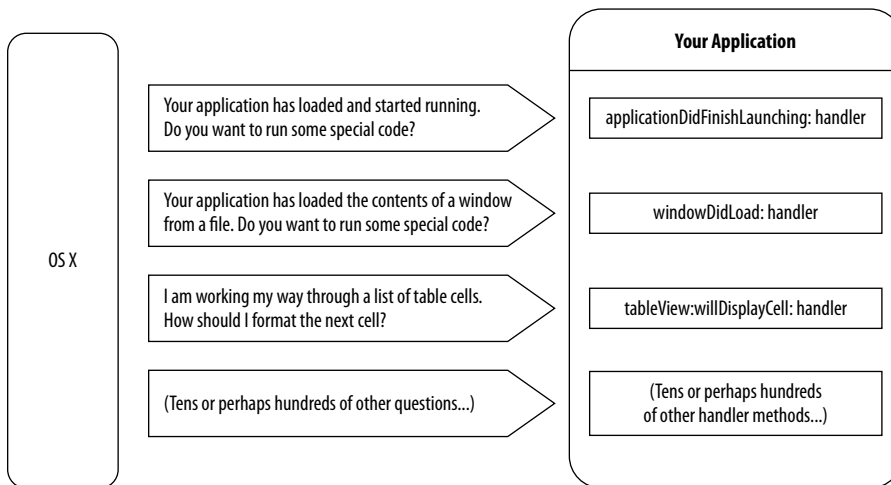 Your Application
Your application has loaded and started running.
Do you want to run some special code?
applicationDidFinishLaunching: handler
Your application has loaded the contents of a window
from a file. Do you want to run some special code?
windowDidLoad: handler
OS X
I am working my way through a list of table cells.
How should I format the next cell?
tableView:willDisplayCell: handler
(Tens or perhaps hundreds of other questions...)
(Tens or perhaps hundreds
of other handler methods...)